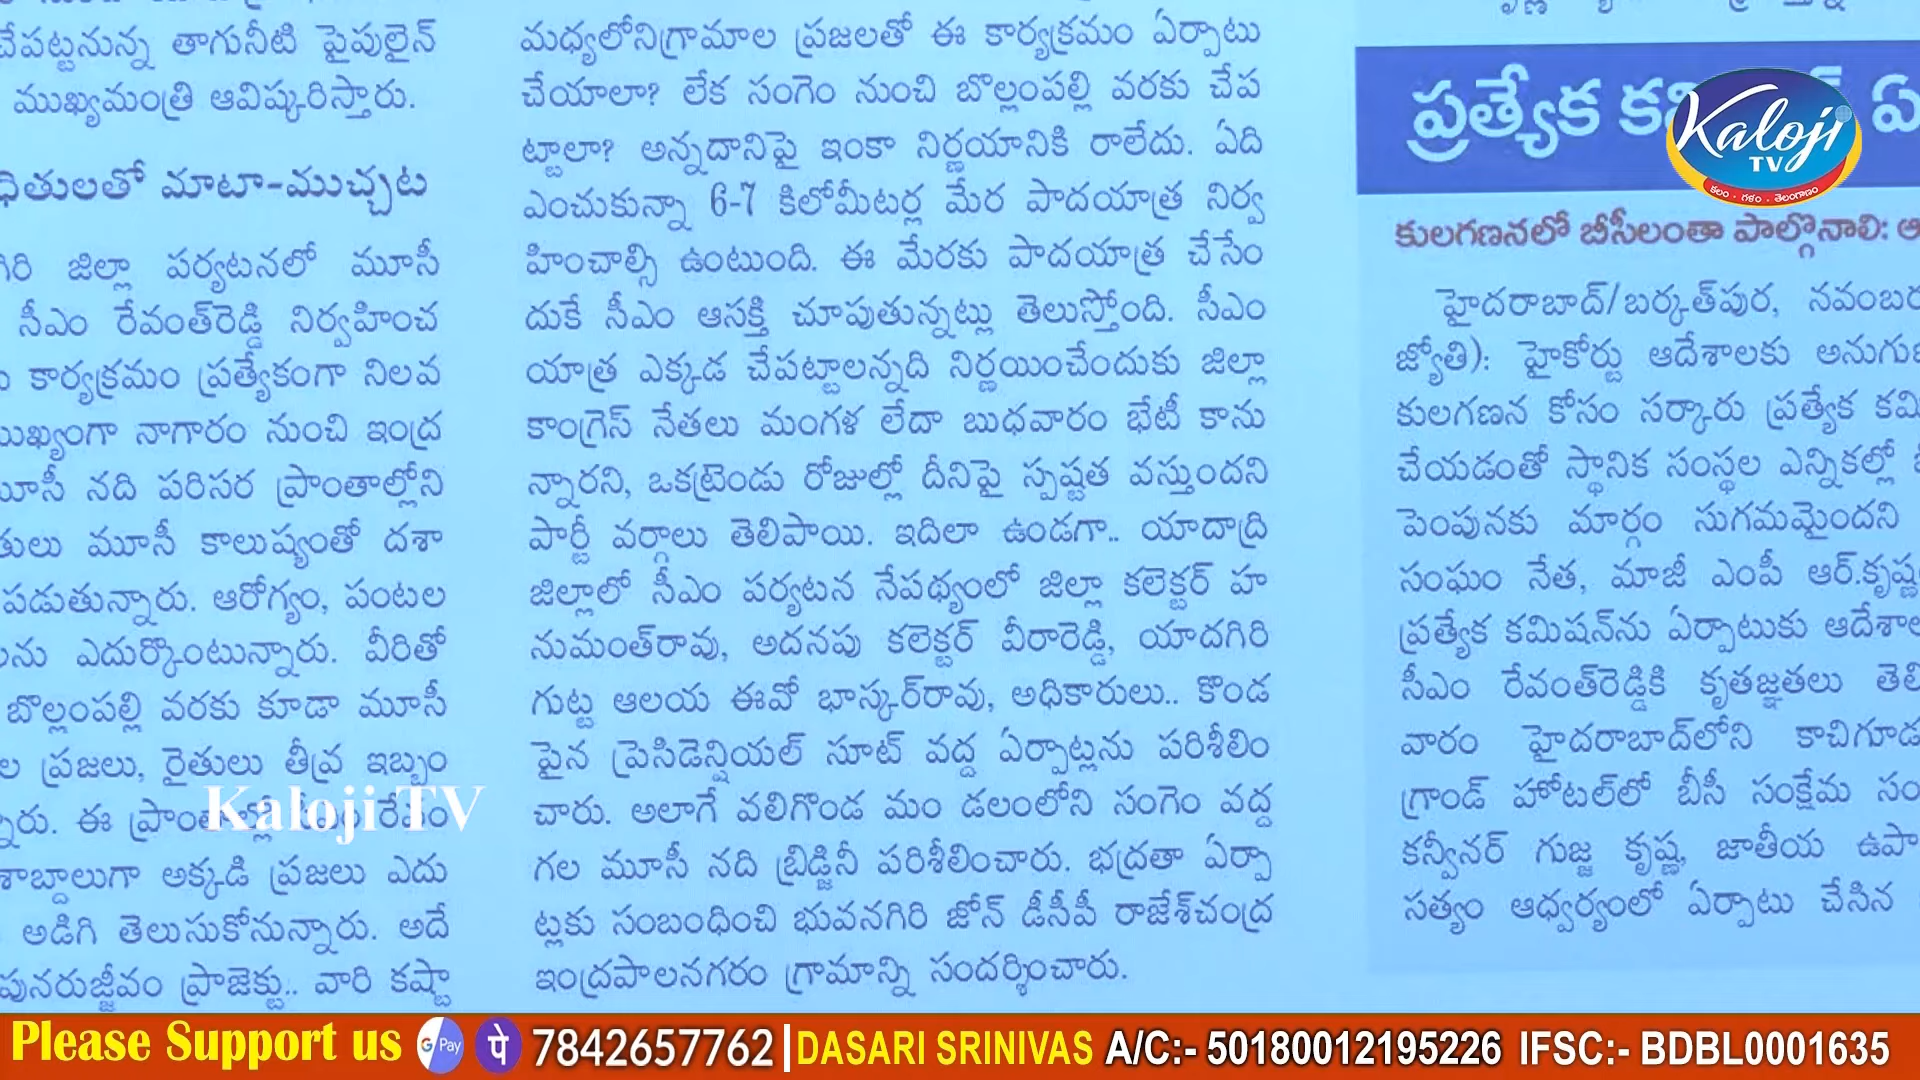 చేపట్టనున్న తాగునీటి పైపులైన్
ముఖ్యమంత్రి ఆవిష్కరిస్తారు.
మాటా-ముచ్చట
జిల్లా పర్యటనలో మూసీ
సీఎం రేవంత్‌రెడ్డి నిర్వహించ
కార్యక్రమం ప్రత్యేకంగా నిలవ
నాగారం నుంచి ఇంద్ర
నది పరిసర ప్రాంతాల్లోని
మూసీ కాలుష్యంతో దశా
పడుతున్నారు. ఆరోగ్యం, పంటల
ఎదుర్కొంటున్నారు. వీరితో
బొల్లంపల్లి వరకు కూడా మూసీ
ల ప్రజలు, రైతులు తీవ్ర ఇబ్బం
ఈ
అక్కడి ప్రజలు ఎదు
అడిగి తెలుసుకోనున్నారు. అదే
పునరుజ్జీవం ప్రాజెక్టు.. వారి కష్టా
మధ్యలోనిగ్రామాల ప్రజలతో ఈ కార్యక్రమం ఏర్పాటు
చేయాలా? లేక సంగెం నుంచి బొల్లంపల్లి వరకు చేప
ట్టాలా? అన్నదానిపై ఇంకా నిర్ణయానికి రాలేదు. ఏది
ఎంచుకున్నా 6-7 కిలోమీటర్ల మేర పాదయాత్ర నిర్వ
హించాల్సి ఉంటుంది. ఈ మేరకు పాదయాత్ర చేసేం
దుకే సీఎం ఆసక్తి చూపుతున్నట్లు తెలుస్తోంది. సీఎం
యాత్ర ఎక్కడ చేపట్టాలన్నది నిర్ణయించేందుకు జిల్లా
కాంగ్రెస్ నేతలు మంగళ లేదా బుధవారం భేటీ కాను
న్నారని, ఒకట్రెండు రోజుల్లో దీనిపై స్పష్టత వస్తుందని
పార్టీ వర్గాలు తెలిపాయి. ఇదిలా ఉండగా.. యాదాద్రి
జిల్లాలో సీఎం పర్యటన నేపథ్యంలో జిల్లా కలెక్టర్ హ
నుమంత్‌రావు, అదనపు కలెక్టర్ వీరారెడ్డి, యాదగిరి
గుట్ట ఆలయ ఈవో భాస్కర్‌రావు, అధికారులు.. కొండ
పైన ప్రెసిడెన్షియల్ సూట్ వద్ద ఏర్పాట్లను పరిశీలిం
చారు. అలాగే వలిగొండ మం డలంలోని సంగెం వద్ద
గల మూసీ నది బ్రిడ్జినీ పరిశీలించారు. భద్రతా ఏర్పా
ట్లకు సంబంధించి భువనగిరి జోన్ డీసీపీ రాజేశ్‌చంద్ర
ఇంద్రపాలనగరం గ్రామాన్ని సందర్శించారు.
ప్రత్యేక
కులగణనలో బీసీలంతా పాల్గొనాలి:
హైదరాబాద్/బర్కత్‌పుర, నవంబరు
జ్యోతి): హైకోర్టు ఆదేశాలకు
కులగణన కోసం సర్కారు ప్రత్యేక
చేయడంతో స్థానిక సంస్థల ఎన్నికల్లో
పెంపునకు మార్గం సుగమమైందని
సంఘం నేత, మాజీ ఎంపీ
ప్రత్యేక కమిషన్‌ను ఏర్పాటుకు
సీఎం రేవంత్‌రెడ్డికి కృతజ్ఞతలు
వారం హైదరాబాద్‌లోని
గ్రాండ్ హోటల్‌లో బీసీ సంక్షేమ
కన్వీనర్ గుజ్జ కృష్ణ, జాతీయ
సత్యం ఆధ్వర్యంలో ఏర్పాటు చేసిన
Kaloji TV
కలం . గళం . తెలంగాణం
Kaloji TV
Please Support us G Pay पे 7842657762 | DASARI SRINIVAS A/C:- 50180012195226 IFSC:- BDBL0001635